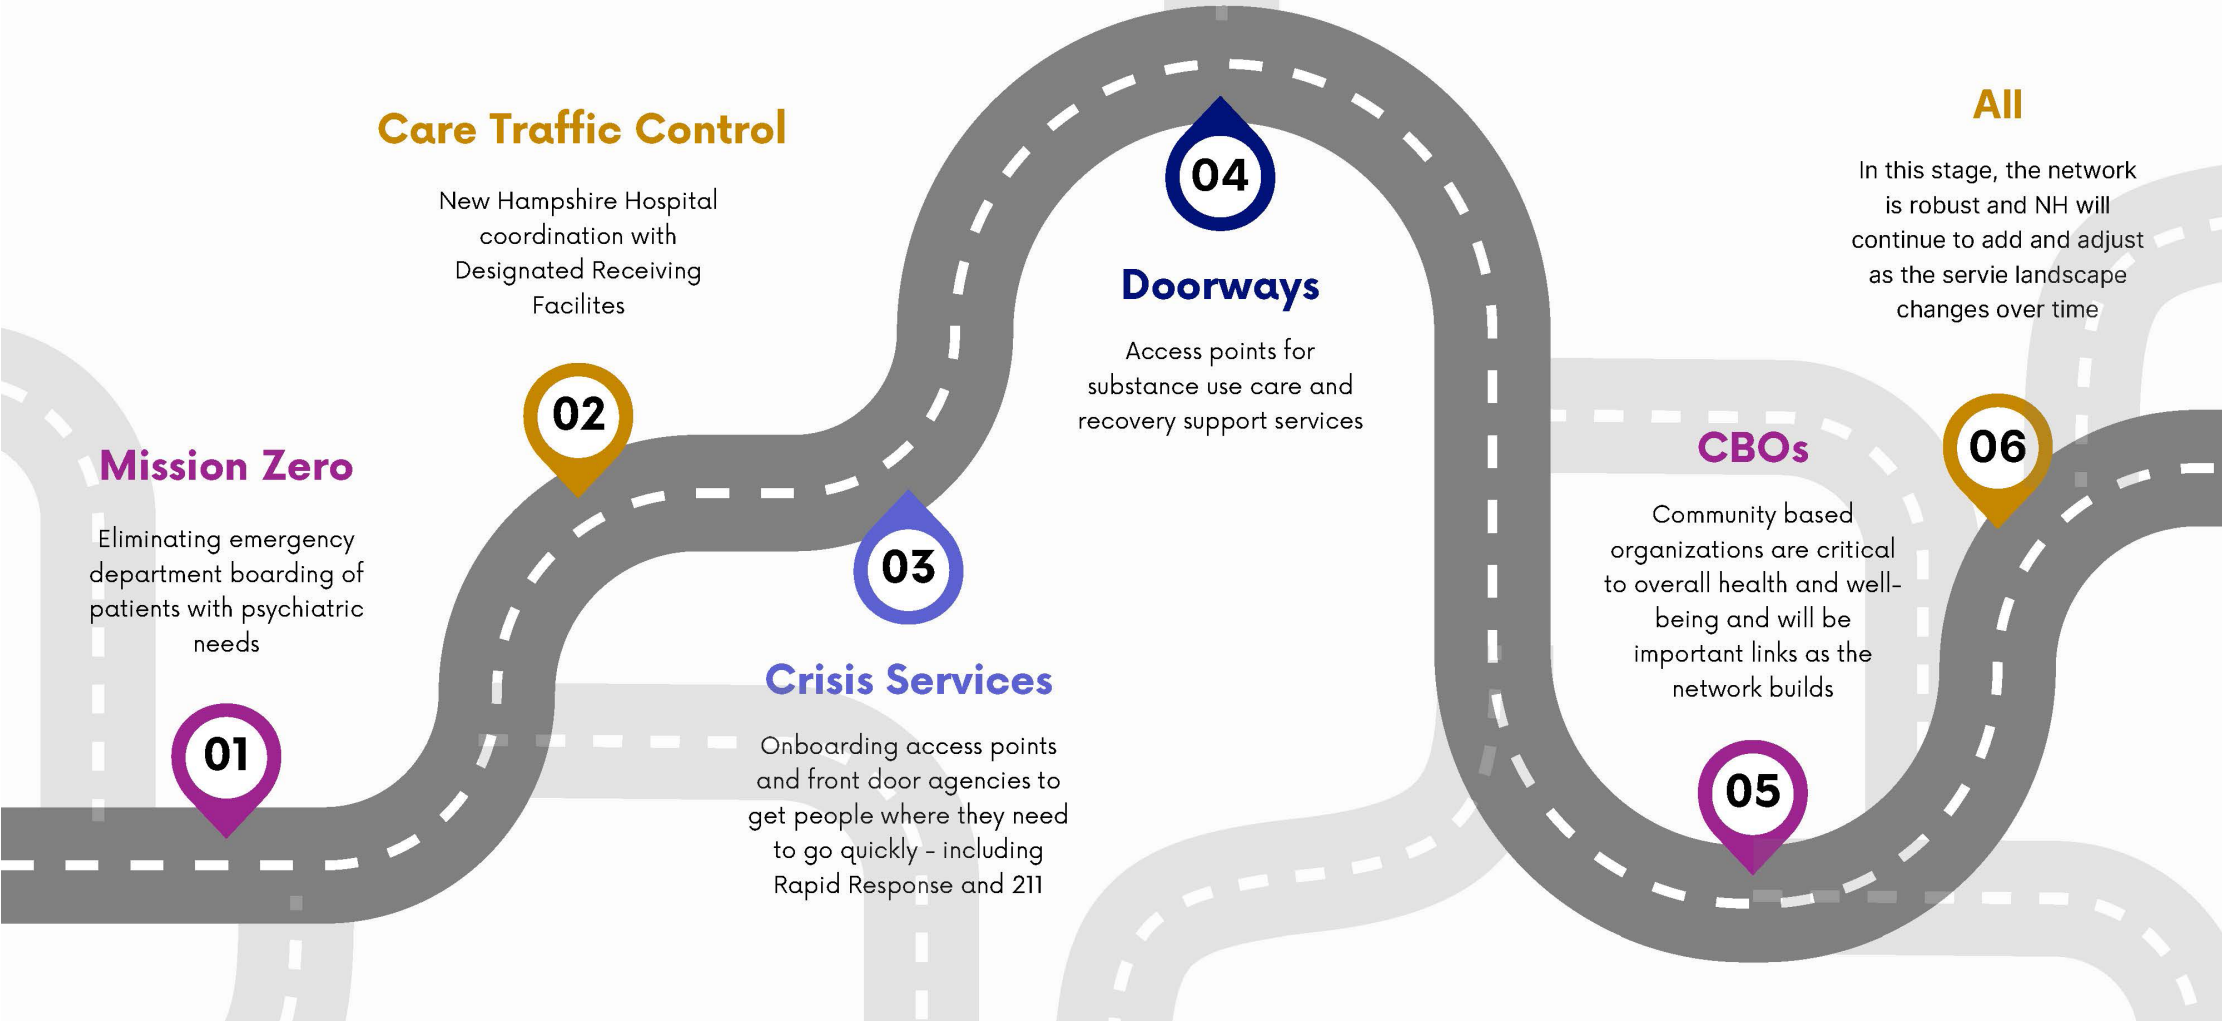 Mission Zero
Eliminating emergency
department boarding of
patients with psychiatric
needs
01
Care Traffic Control
New Hampshire Hospital
coordination with
Designated Receiving
Facilites
02
03
Crisis Services
Onboarding access points
and front door agencies to
get people where they need
to go quickly - including
Rapid Response and 211
04
Doorways
Access points for
substance use care and
recovery support services
CBOs
Community based
organizations are critical
to overall health and well-
being and will be
important links as the
network builds
05
All
In this stage, the network
is robust and NH will
continue to add and adjust
as the servie landscape
changes over time
06